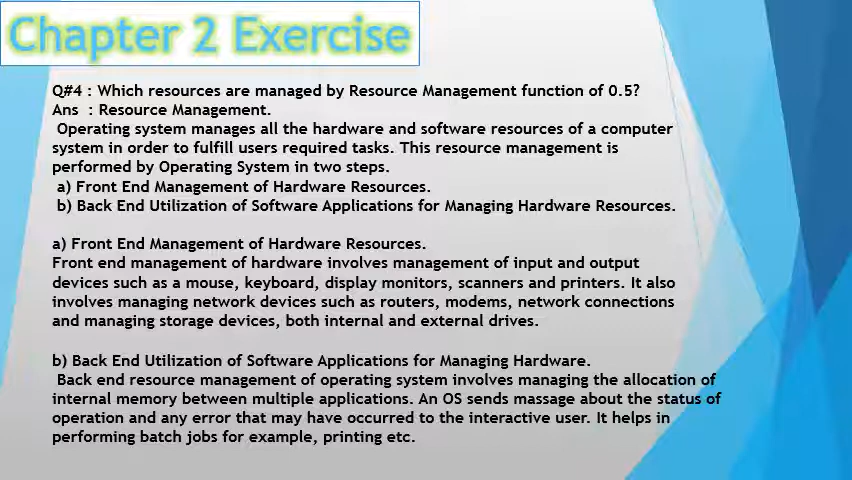 Chapter 2 Exercise
Q#4 : Which resources are managed by Resource Management function of 0.5?
Ans : Resource Management.
Operating system manages all the hardware and software resources of a computer
system in order to fulfill users required tasks. This resource management is
performed by Operating System in two steps.
a) Front End Management of Hardware Resources.
b) Back End Utilization of Software Applications for Managing Hardware Resources.
a) Front End Management of Hardware Resources.
Front end management of hardware involves management of input and output
devices such as a mouse, keyboard, display monitors, scanners and printers. It also
involves managing network devices such as routers, modems, network connections
and managing storage devices, both internal and external drives.
b) Back End Utilization of Software Applications for Managing Hardware.
Back end resource management of operating system involves managing the allocation of
internal memory between multiple applications. An OS sends massage about the status of
operation and any error that may have occurred to the interactive user. It helps in
performing batch jobs for example, printing etc.